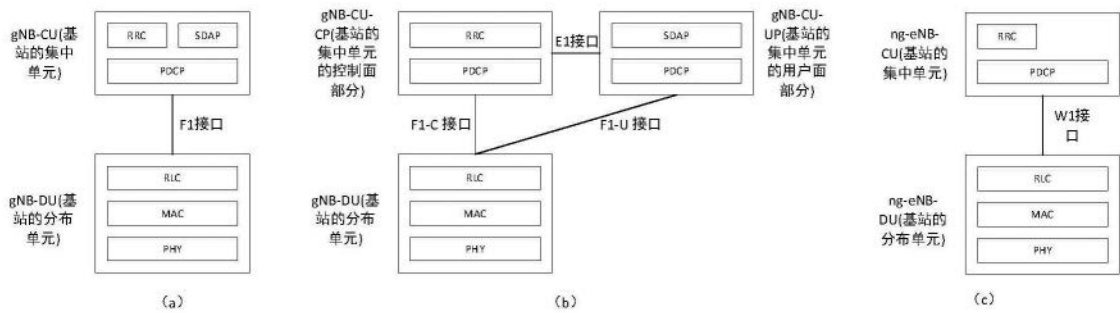 gNB-CU(基
站的集中
单元)
RRC
SDAP
PDCP
F1接口
gNB-DU(基
站的分布
单元)
RLC
MAC
PHY
(a)
gNB-CU-
CP(基站的
集中单元
的控制面
部分)
RRC
PDCP
E1接口
SDAP
PDCP
gNB-CU-
UP(基站的
集中单元
的用户面
部分)
F1-C 接口
F1-U 接口
gNB-DU(基
站的分布
单元)
RLC
MAC
PHY
(b)
ng-eNB-
CU(基站的
集中单元)
RRC
PDCP
W1接
口
ng-eNB-
DU(基站的
分布单元)
RLC
MAC
PHY
(c)